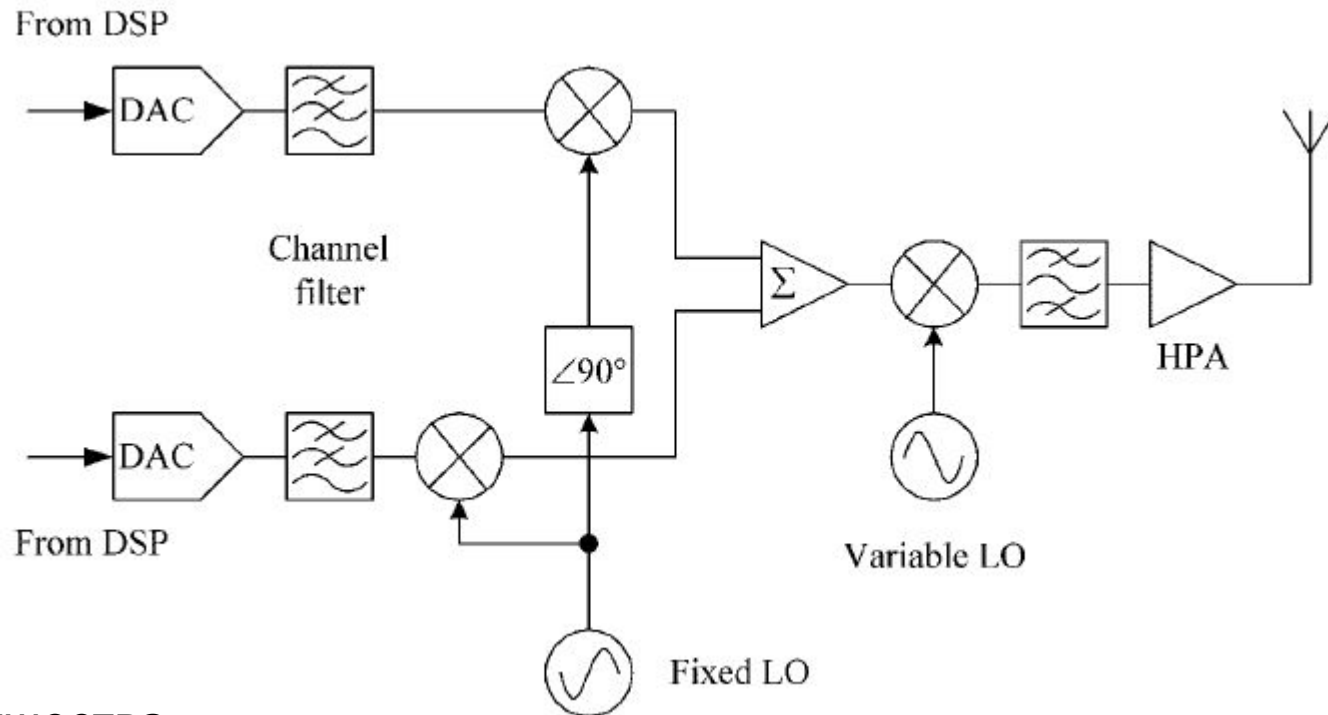 From DSP
DAC
Channel
filter
∠90°
Σ
HPA
DAC
From DSP
Variable LO
Fixed LO